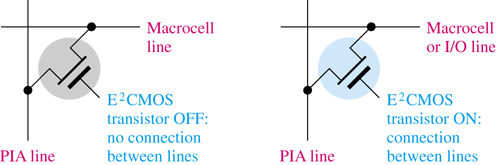 Macrocell
line
E²CMOS
transistor OFF:
no connection
between lines
PIA line
Macrocell
or I/O line
E²CMOS
transistor ON:
connection
between lines
PIA line